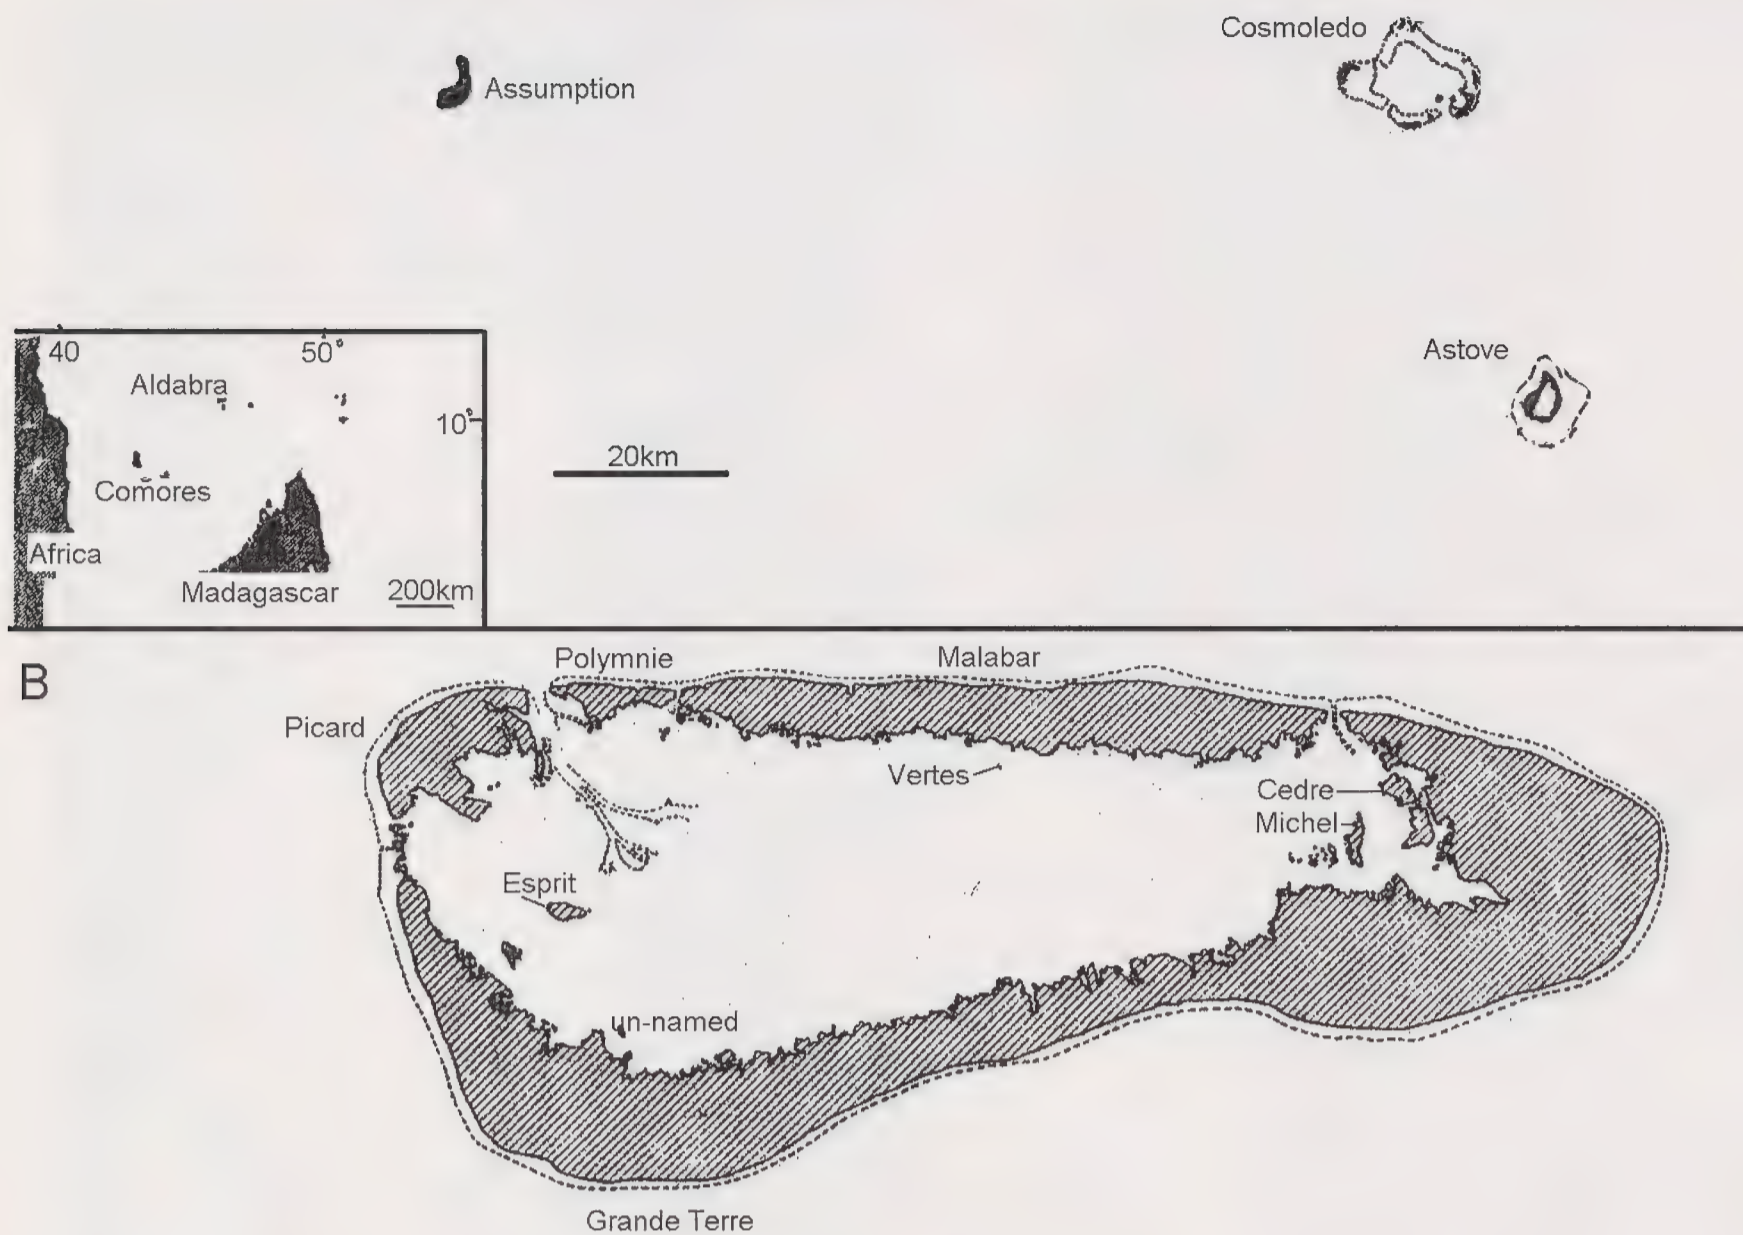 Cosmoledo
Assumption
Astove
40 50°
Aldabra
10°
Comores
Africa
Madagascar
200km
20km
B
Polymnie
Malabar
Picard
Vertes
Cedre
Michel
Esprit
un-named
Grande Terre